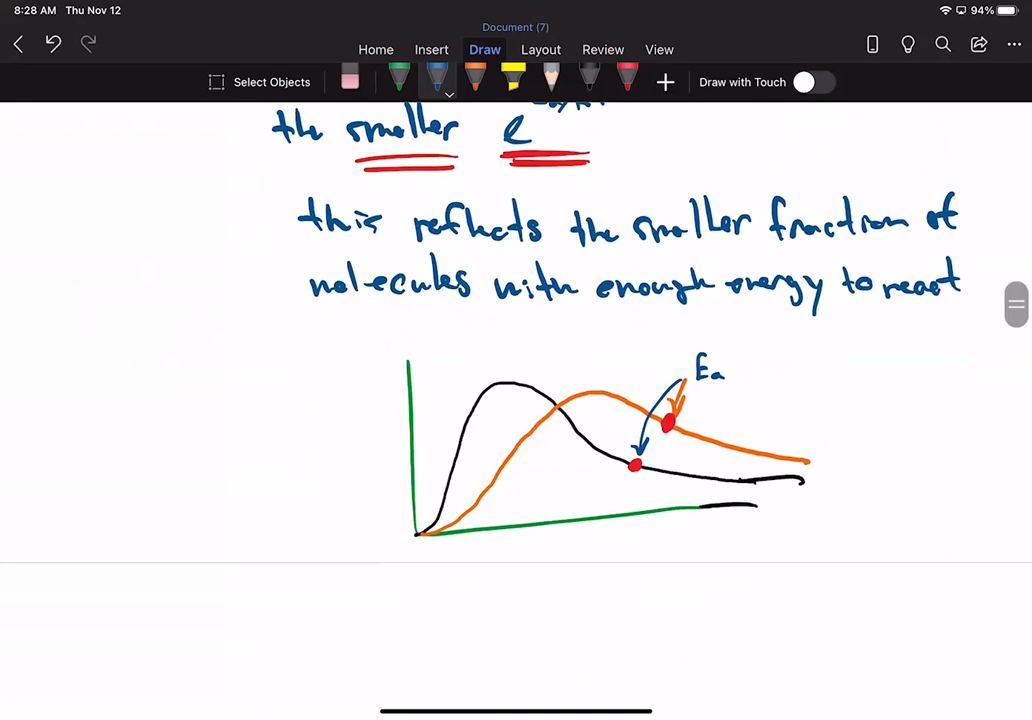 8:28 AM Thu Nov 12
94%
Document (7)
Home Insert Draw Layout Review View
Select Objects
Draw with Touch
the smaller e
this reflects the smaller fraction of
molecules with enough energy to react
Ea